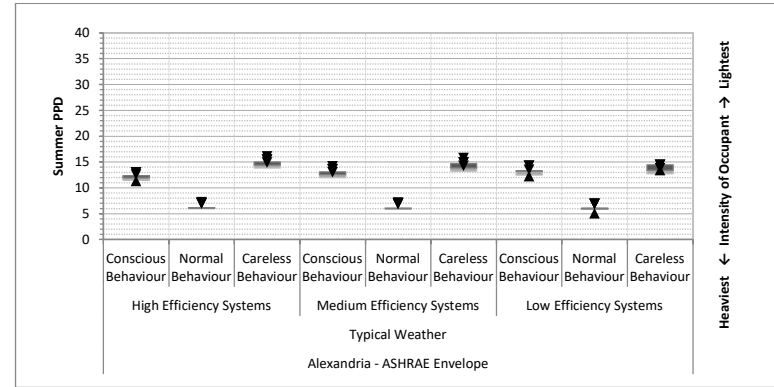 40
35
30
25
20
15
10
5
0
Summer PPD
Conscious Behaviour
Normal Behaviour
Careless Behaviour
Conscious Behaviour
Normal Behaviour
Careless Behaviour
Conscious Behaviour
Normal Behaviour
Careless Behaviour
High Efficiency Systems
Medium Efficiency Systems
Low Efficiency Systems
Typical Weather
Alexandria - ASHRAE Envelope
Heaviest ← Intensity of Occupant → Lightest